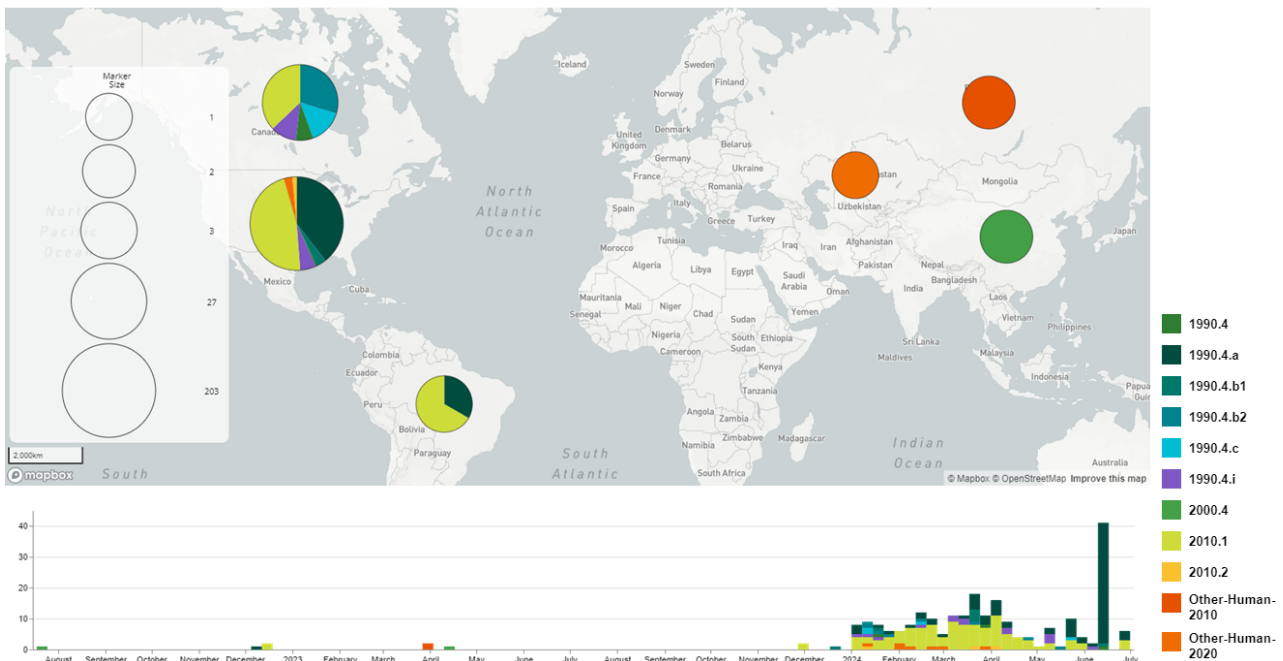 Marker
Size
1
2
3
27
203
North
Pacific
Ocean
Canad
Mexico
Cuba
Colombia
Ecuador
Peru
Bolivia
Paraguay
North
Atlantic
Ocean
South
Atlantic
South
Iceland
Sweden
Finland
Norway
United
Kingdom
Denmark
Belarus
Germany
Ukraine
France
Romania
Italy
Spain
Greece
Turkey
Uzbekistan
stan
Mongolia
Japan
Morocco
Tunisia
Algeria
Libya
Egypt
Iraq
Iran
Afghanistan
Pakistan
Nepal
Bangladesh
India
Saudi
Arabia
Oman
Yemen
Mauritania
Mali
Niger
Chad
Sudan
Senegal
Nigeria
South
Sudan
Ethiopia
Cameroon
Kenya
Tanzania
Angola
Zambia
Zimbabwe
Namibia
Madagascar
South Africa
Laos
Vietnam
Philippines
Sri Lanka
Maldives
Malaysia
Indonesia
Papua
Guin
Indian
Ocean
Australia
2,000km
mapbox
© Mapbox © OpenStreetMap Improve this map
1990.4
1990.4.a
1990.4.b1
1990.4.b2
1990.4.c
1990.4.i
2000.4
2010.1
2010.2
Other-Human-
2010
Other-Human-
2020
40
30
20
10
0
August September October November December 2023 February March April May June July August September October November December 2024 February March April May June July